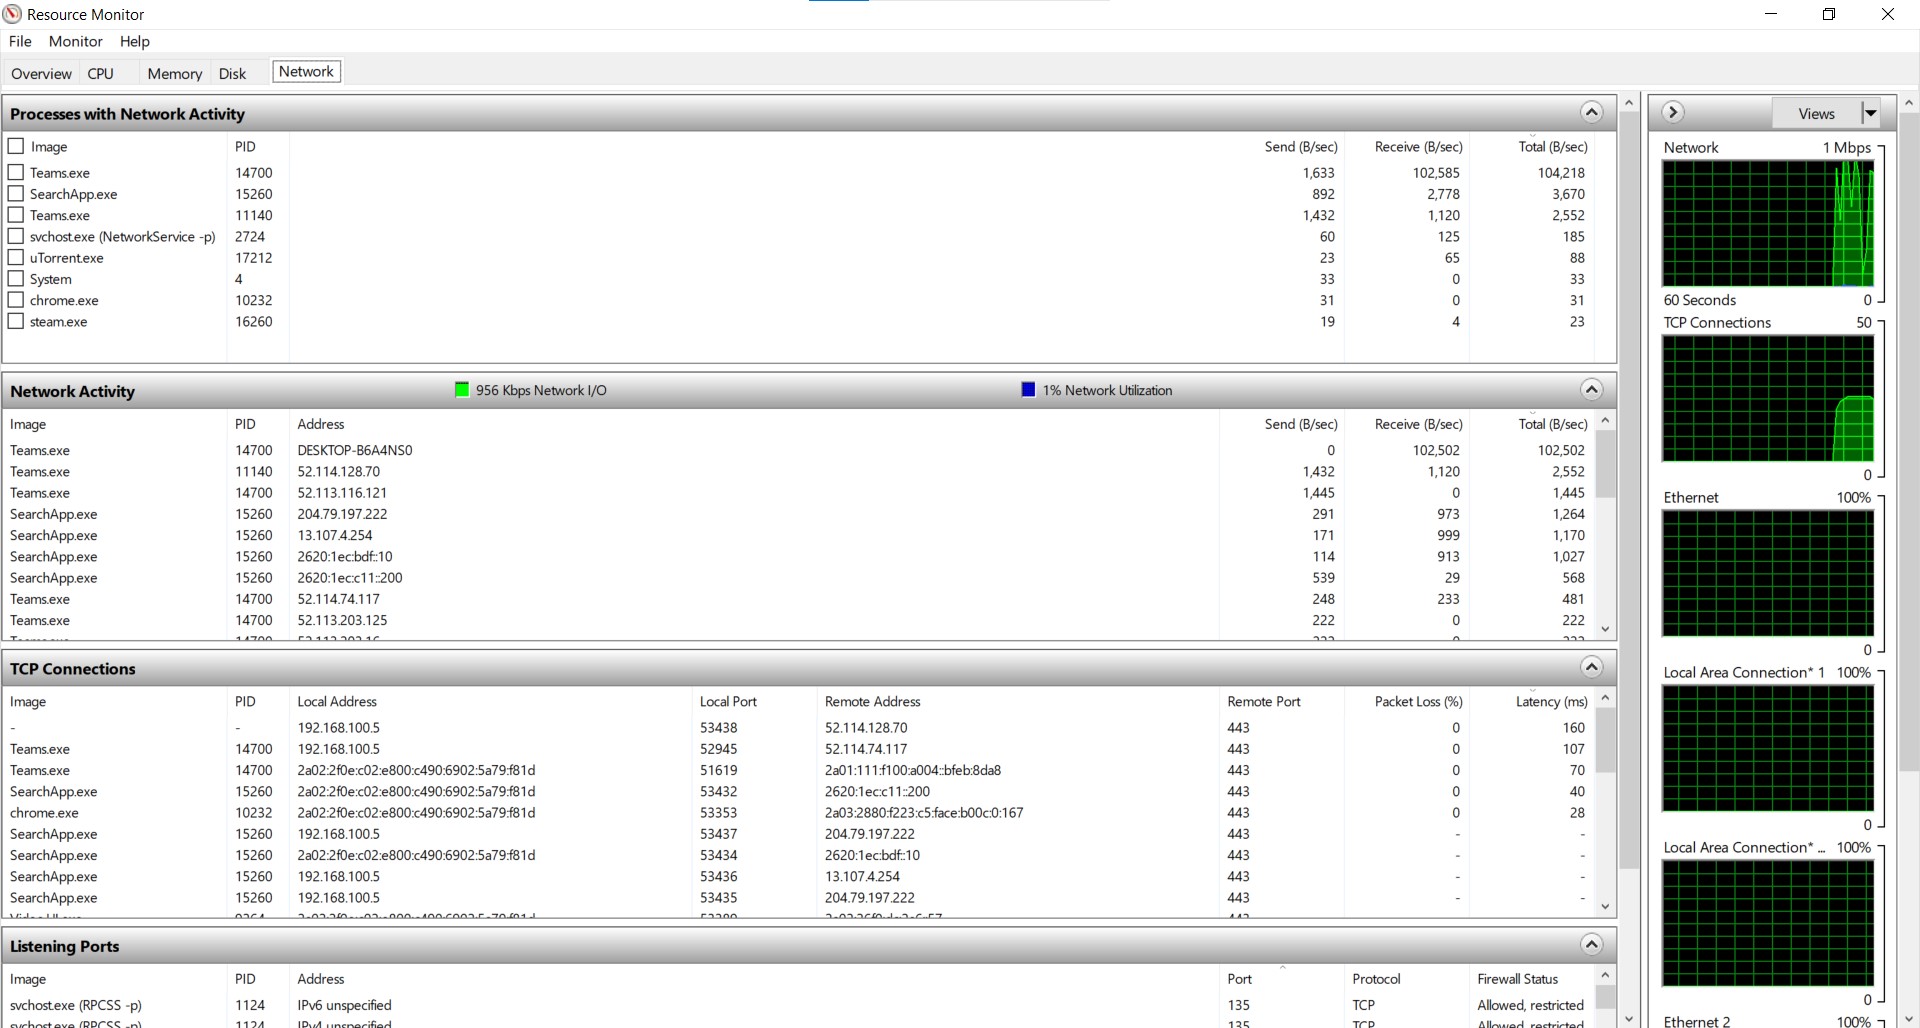 Resource Monitor
File Monitor Help
Overview CPU Memory Disk Network
Processes with Network Activity
Image PID Send (B/sec) Receive (B/sec) Total (B/sec)
Teams.exe 14700 1,633 102,585 104,218
SearchApp.exe 15260 892 2,778 3,670
Teams.exe 11140 1,432 1,120 2,552
svchost.exe (NetworkService -p) 2724 60 125 185
uTorrent.exe 17212 23 65 88
System 4 33 0 33
chrome.exe 10232 31 0 31
steam.exe 16260 19 4 23
Network Activity 956 Kbps Network I/O 1% Network Utilization
Image PID Address Send (B/sec) Receive (B/sec) Total (B/sec)
Teams.exe 14700 DESKTOP-B6A4NS0 0 102,502 102,502
Teams.exe 11140 52.114.128.70 1,432 1,120 2,552
Teams.exe 14700 52.113.116.121 1,445 0 1,445
SearchApp.exe 15260 204.79.197.222 291 973 1,264
SearchApp.exe 15260 13.107.4.254 171 999 1,170
SearchApp.exe 15260 2620:1ec:bdf::10 114 913 1,027
SearchApp.exe 15260 2620:1ec:c11::200 539 29 568
Teams.exe 14700 52.114.74.117 248 233 481
Teams.exe 14700 52.113.203.125 222 0 222
TCP Connections
Image PID Local Address Local Port Remote Address Remote Port Packet Loss (%) Latency (ms)
- - 192.168.100.5 53438 52.114.128.70 443 0 160
Teams.exe 14700 192.168.100.5 52945 52.114.74.117 443 0 107
Teams.exe 14700 2a02:2f0e:c02:e800:c490:6902:5a79:f81d 51619 2a01:111:f100:a004::bfeb:8da8 443 0 70
SearchApp.exe 15260 2a02:2f0e:c02:e800:c490:6902:5a79:f81d 53432 2620:1ec:c11::200 443 0 40
chrome.exe 10232 2a02:2f0e:c02:e800:c490:6902:5a79:f81d 53353 2a03:2880:f223:c5:face:b00c:0:167 443 0 28
SearchApp.exe 15260 192.168.100.5 53437 204.79.197.222 443 - -
SearchApp.exe 15260 2a02:2f0e:c02:e800:c490:6902:5a79:f81d 53434 2620:1ec:bdf::10 443 - -
SearchApp.exe 15260 192.168.100.5 53436 13.107.4.254 443 - -
SearchApp.exe 15260 192.168.100.5 53435 204.79.197.222 443 - -
Listening Ports
Image PID Address Port Protocol Firewall Status
svchost.exe (RPCSS -p) 1124 IPv6 unspecified 135 TCP Allowed, restricted
svchost.exe (RPCSS -p) 1124 IPv4 unspecified 135 TCP Allowed, restricted
Views
Network 1 Mbps
60 Seconds 0
TCP Connections 50
0
Ethernet 100%
0
Local Area Connection* 1 100%
0
Local Area Connection* ... 100%
0
Ethernet 2 100%